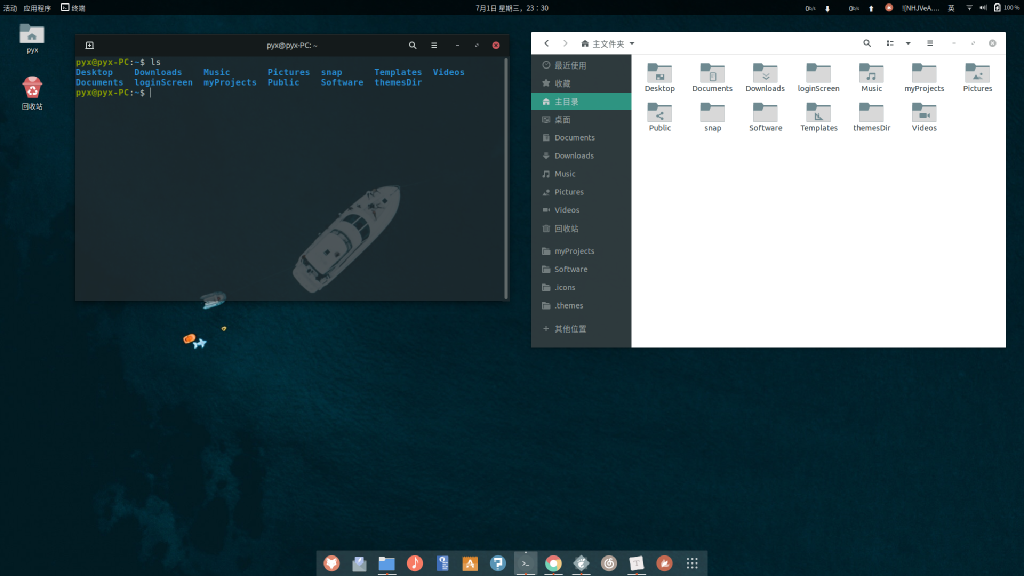 活动 应用程序 终端 7月1日 星期三，23：30 英 100 %
pyx
回收站
pyx@pyx-PC: ~
pyx@pyx-PC:~$ ls
Desktop Downloads Music Pictures snap Templates Videos
Documents loginScreen myProjects Public Software themesDir
pyx@pyx-PC:~$
主文件夹
最近使用
收藏
主目录
桌面
Documents
Downloads
Music
Pictures
Videos
回收站
myProjects
Software
.icons
.themes
其他位置
Desktop Documents Downloads loginScreen Music myProjects Pictures
Public snap Software Templates themesDir Videos